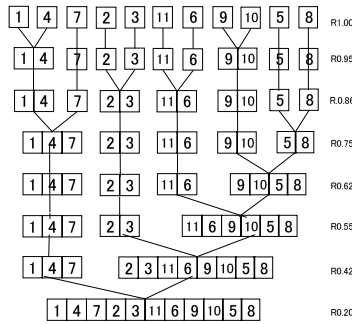 1 4 7 2 3 11 6 9 10 5 8 R1.00
1 4 7 2 3 11 6 9 10 5 8 R0.95
1 4 7 2 3 11 6 9 10 5 8 R.0.86
1 4 7 2 3 11 6 9 10 5 8 R0.75
1 4 7 2 3 11 6 9 10 5 8 R0.62
1 4 7 2 3 11 6 9 10 5 8 R0.55
1 4 7 2 3 11 6 9 10 5 8 R0.42
1 4 7 2 3 11 6 9 10 5 8 R0.20